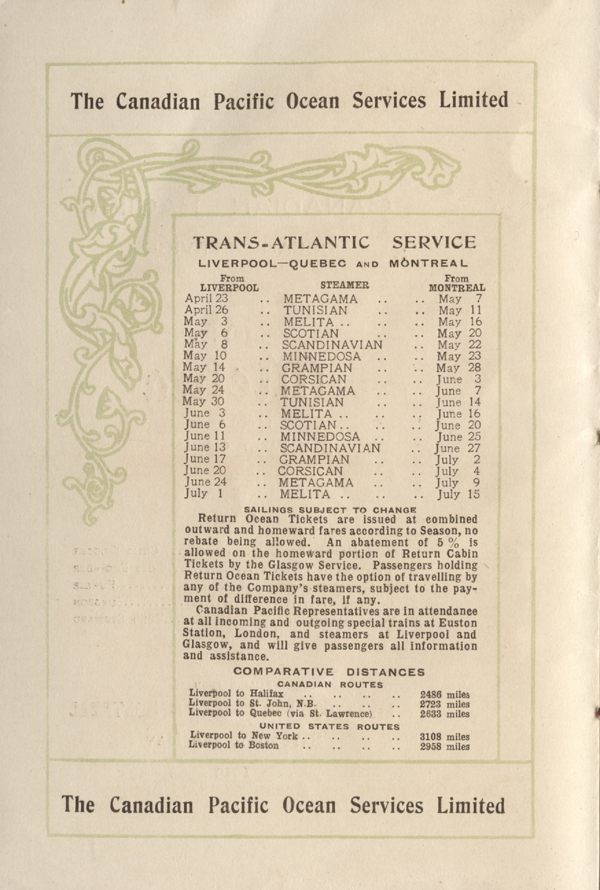 The Canadian Pacific Ocean Services Limited
TRANS-ATLANTIC SERVICE
LIVERPOOL—QUEBEC AND MONTREAL
From LIVERPOOL STEAMER From MONTREAL
April 23 .. METAGAMA .. .. May 7
April 26 .. TUNISIAN .. .. May 11
May 3 .. MELITA .. .. .. May 16
May 6 .. SCOTIAN .. .. May 20
May 8 .. SCANDINAVIAN .. May 22
May 10 .. MINNEDOSA .. .. May 23
May 14 .. GRAMPIAN .. .. May 28
May 20 .. CORSICAN .. .. June 3
May 24 .. METAGAMA .. .. June 7
May 30 .. TUNISIAN .. .. June 14
June 3 .. MELITA .. .. .. June 16
June 6 .. SCOTIAN .. .. .. June 20
June 11 .. MINNEDOSA .. .. June 25
June 13 .. SCANDINAVIAN .. June 27
June 17 .. GRAMPIAN .. .. July 2
June 20 .. CORSICAN .. .. July 4
June 24 .. METAGAMA .. .. July 9
July 1 .. MELITA .. .. .. July 15
SAILINGS SUBJECT TO CHANGE
Return Ocean Tickets are issued at combined
outward and homeward fares according to Season, no
rebate being allowed. An abatement of 5 % is
allowed on the homeward portion of Return Cabin
Tickets by the Glasgow Service. Passengers holding
Return Ocean Tickets have the option of travelling by
any of the Company's steamers, subject to the pay-
ment of difference in fare, if any.
Canadian Pacific Representatives are in attendance
at all incoming and outgoing special trains at Euston
Station, London, and steamers at Liverpool and
Glasgow, and will give passengers all information
and assistance.
COMPARATIVE DISTANCES
CANADIAN ROUTES
Liverpool to Halifax .. .. .. .. 2486 miles
Liverpool to St. John, N.B. .. .. .. 2723 miles
Liverpool to Quebec (via St. Lawrence) .. 2633 miles
UNITED STATES ROUTES
Liverpool to New York .. .. .. .. 3108 miles
Liverpool to Boston .. .. .. .. 2958 miles
The Canadian Pacific Ocean Services Limited